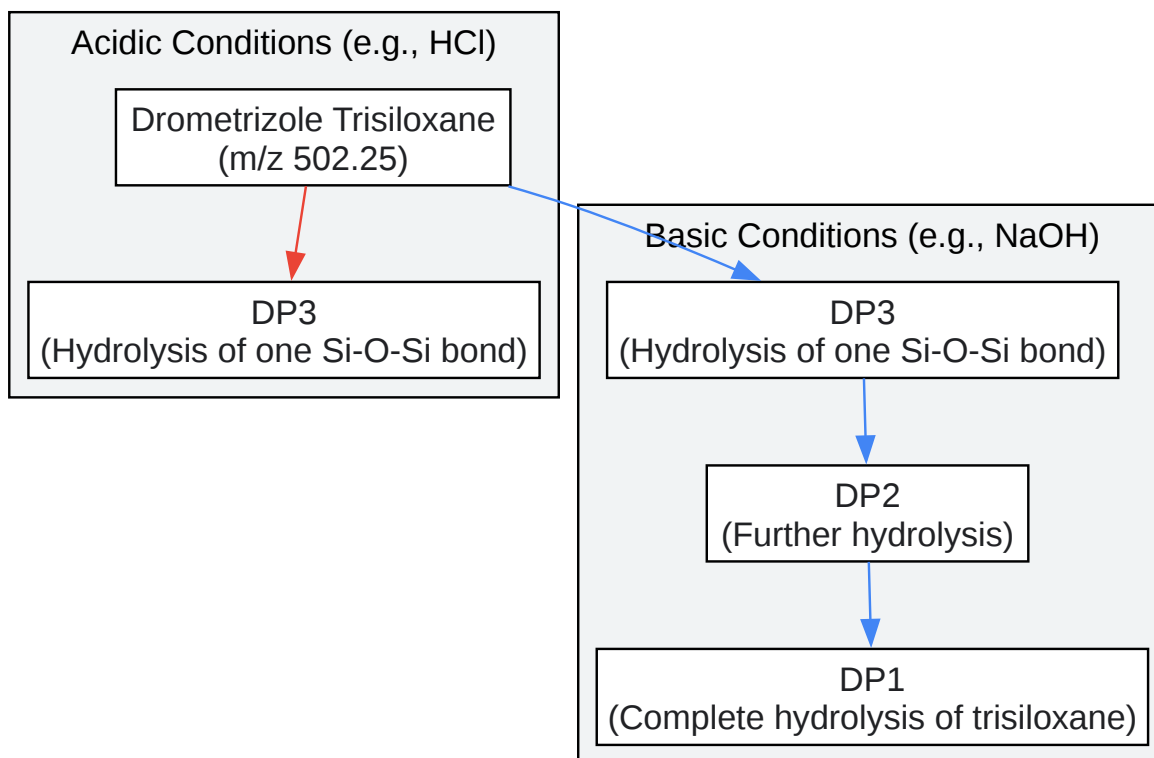 Acidic Conditions (e.g., HCl)
Drometrizole Trisiloxane
(m/z 502.25)
DP3
(Hydrolysis of one Si-O-Si bond)
Basic Conditions (e.g., NaOH)
DP3
(Hydrolysis of one Si-O-Si bond)
DP2
(Further hydrolysis)
DP1
(Complete hydrolysis of trisiloxane)